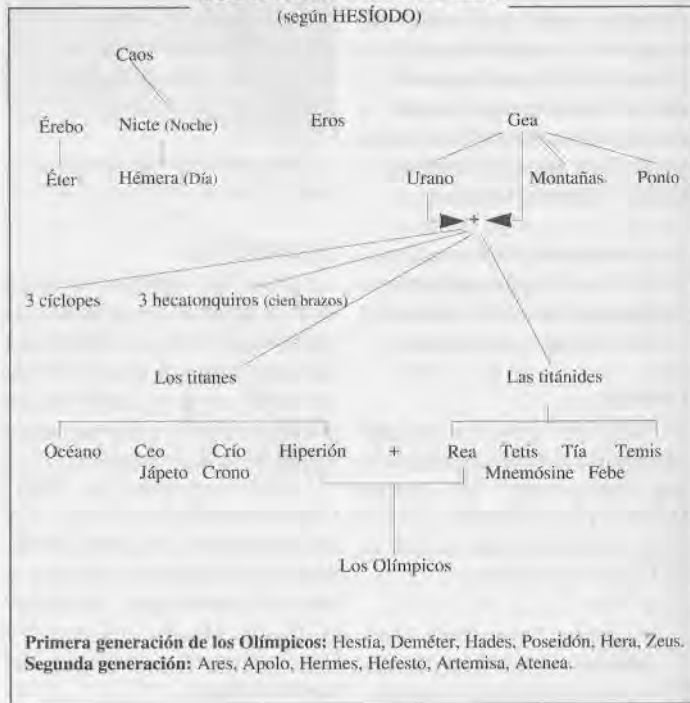 (según HESÍODO)
Caos
Érebo Nicte (Noche) Eros Gea
Éter Hémera (Día) Urano Montañas Ponto
+
3 cíclopes 3 hecatonquiros (cien brazos)
Los titanes Las titánides
Océano Ceo Crío Hiperión + Rea Tetis Tía Temis
Jápeto Crono Mnemósine Febe
Los Olímpicos
Primera generación de los Olímpicos: Hestia, Deméter, Hades, Poseidón, Hera, Zeus.
Segunda generación: Ares, Apolo, Hermes, Hefesto, Artemisa, Atenea.